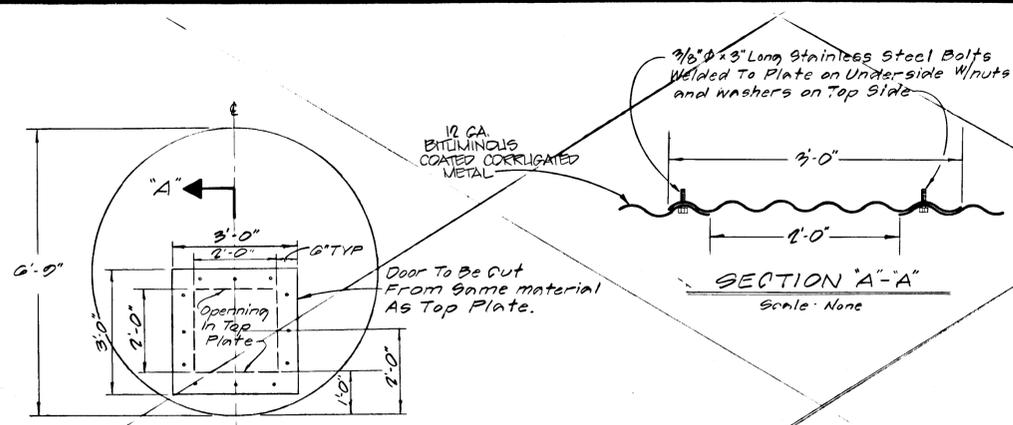 3/8" φ x 3" Long Stainless Steel Bolts
Welded To Plate on Underside W/nuts
and washers on Top Side
12 GA.
BITUMINOUS
COATED CORRUGATED
METAL
3'-0"
2'-0"
SECTION "A"-"A"
Scale - None
℄
"A"
3'-0"
2'-0"
6" TYP
6'-9"
3'-0"
2'-0"
Openning
In Top
Plate
Door To Be Cut
From Same material
As Top Plate.
1'-0"
2'-0"